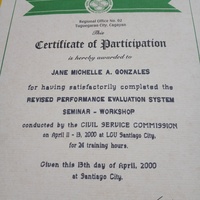 Regional Office No. 02
Tuguegarao City, Cagayan
This
Certificate of Participation
is hereby awarded to
JANE MICHELLE A. GONZALES
for having satisfactorily completed the
REVISED PERFORMANCE EVALUATION SYSTEM
SEMINAR - WORKSHOP
conducted by the CIVIL SERVICE COMMISSION
on April 11 - 13, 2000 at LGU Santiago City.
for 24 training hours.
Given this 13th day of April, 2000
at Santiago City.